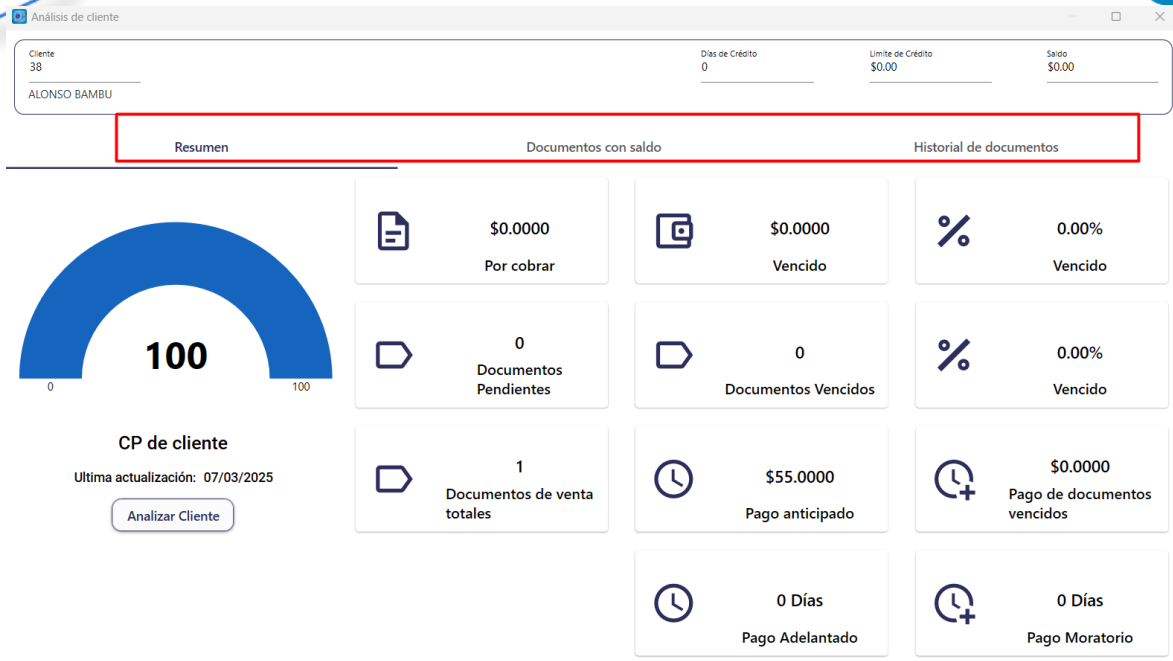 Análisis de cliente
Cliente
38
ALONSO BAMBU
Días de Crédito
0
Limite de Crédito
$0.00
Saldo
$0.00
Resumen
Documentos con saldo
Historial de documentos
100
0
100
CP de cliente
Ultima actualización: 07/03/2025
Analizar Cliente
$0.0000
Por cobrar
$0.0000
Vencido
0.00%
Vencido
0
Documentos
Pendientes
0
Documentos Vencidos
0.00%
Vencido
1
Documentos de venta
totales
$55.0000
Pago anticipado
$0.0000
Pago de documentos
vencidos
0 Días
Pago Adelantado
0 Días
Pago Moratorio